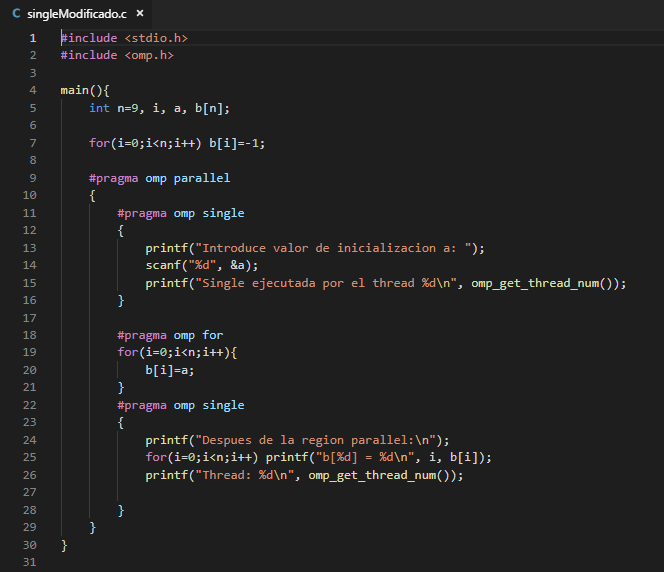 C singleModificado.c ×
1 #include <stdio.h>
2 #include <omp.h>
3
4 main(){
5 int n=9, i, a, b[n];
6
7 for(i=0;i<n;i++) b[i]=-1;
8
9 #pragma omp parallel
10 {
11 #pragma omp single
12 {
13 printf("Introduce valor de inicializacion a: ");
14 scanf("%d", &a);
15 printf("Single ejecutada por el thread %d\n", omp_get_thread_num());
16 }
17
18 #pragma omp for
19 for(i=0;i<n;i++){
20 b[i]=a;
21 }
22 #pragma omp single
23 {
24 printf("Despues de la region parallel:\n");
25 for(i=0;i<n;i++) printf("b[%d] = %d\n", i, b[i]);
26 printf("Thread: %d\n", omp_get_thread_num());
27
28 }
29 }
30 }
31